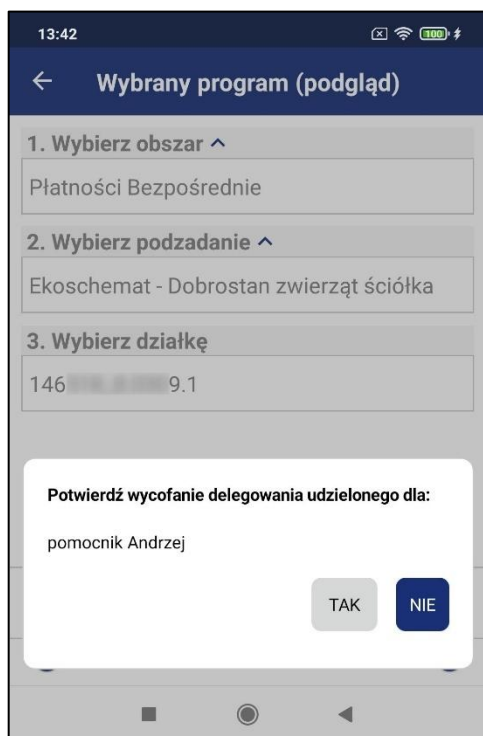 13:42
100
Wybrany program (podgląd)
1. Wybierz obszar
Płatności Bezpośrednie
2. Wybierz podzadanie
Ekoschemat - Dobrostan zwierząt ściółka
3. Wybierz działkę
146 9.1
Potwierdź wycofanie delegowania udzielonego dla:
pomocnik Andrzej
TAK NIE